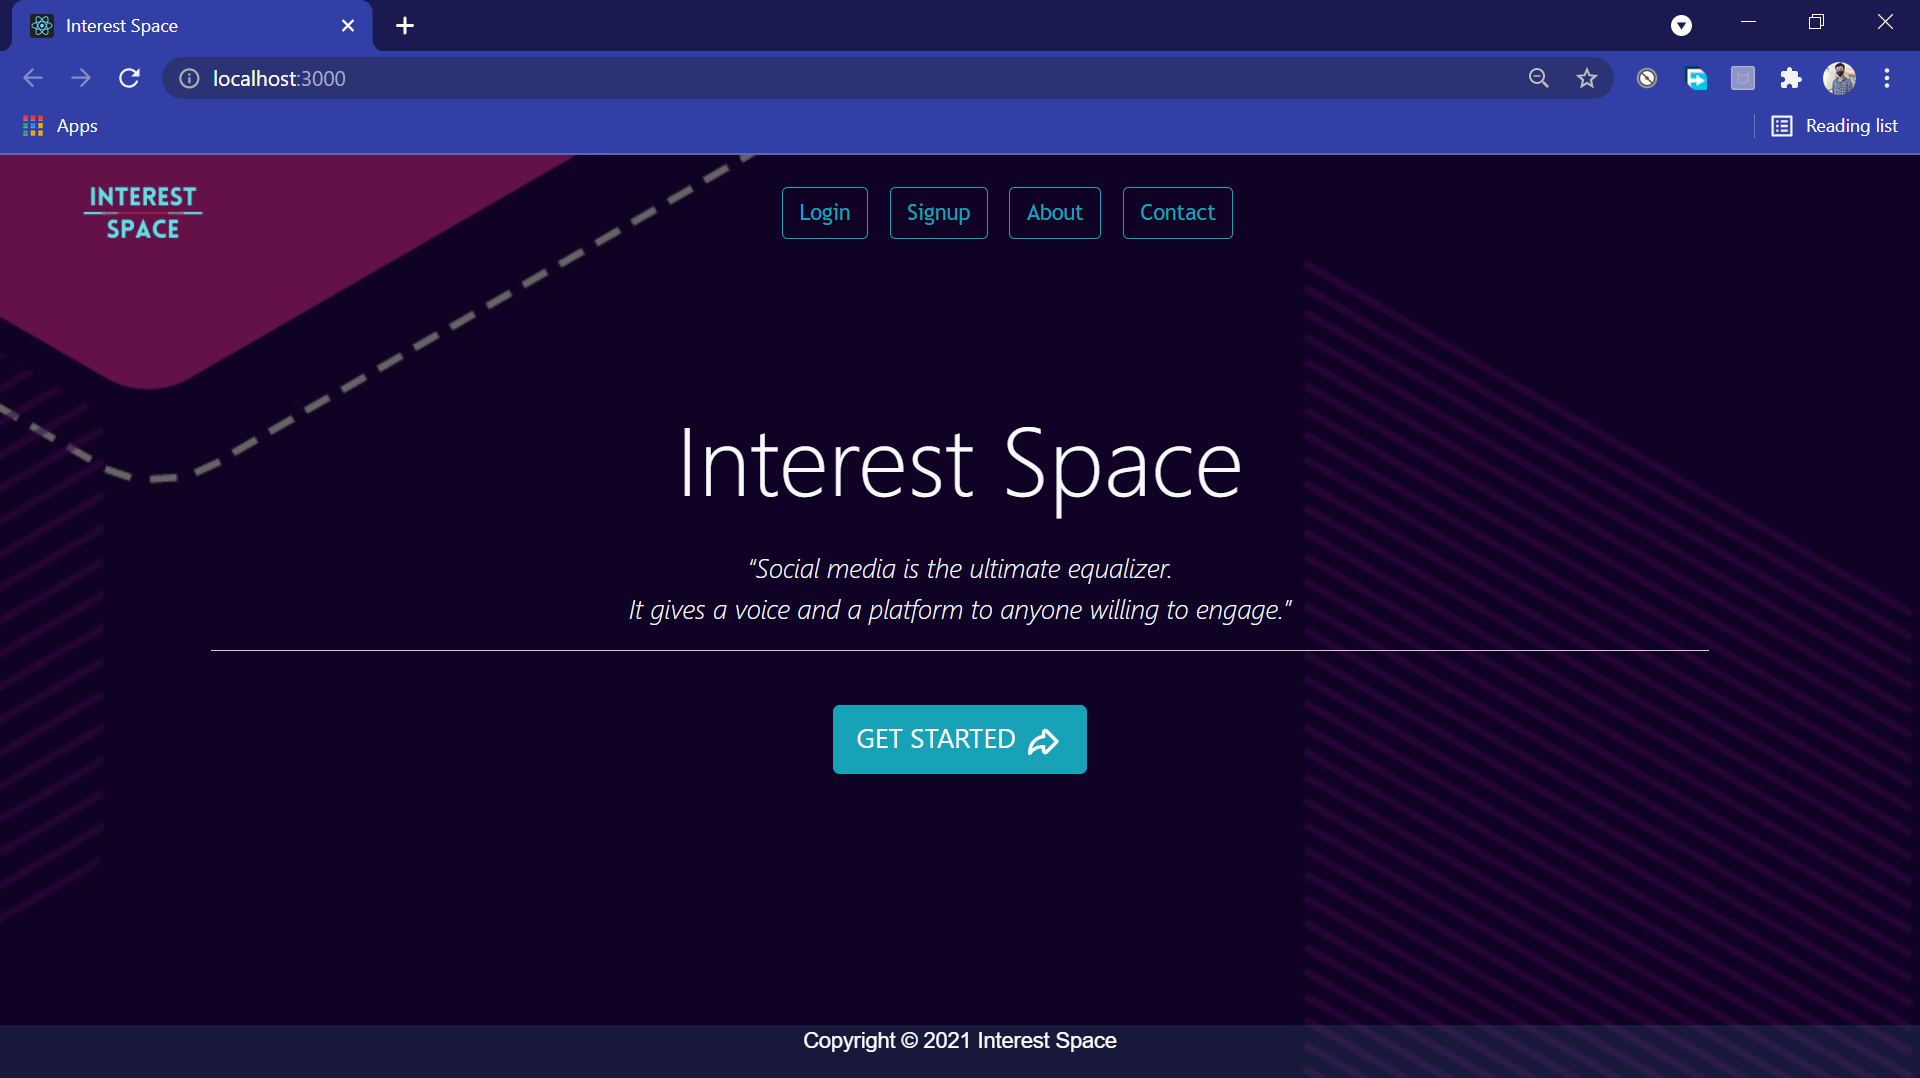 Interest Space
localhost:3000
Apps
Reading list
INTEREST
SPACE
Login
Signup
About
Contact
Interest Space
“Social media is the ultimate equalizer.
It gives a voice and a platform to anyone willing to engage.”
GET STARTED
Copyright © 2021 Interest Space